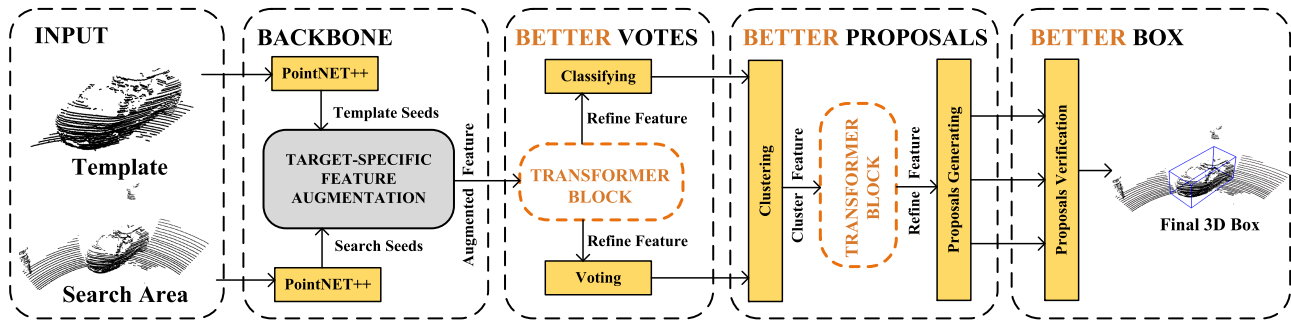 INPUT
Template
Search Area
BACKBONE
PointNET++
Template Seeds
TARGET-SPECIFIC
FEATURE
AUGMENTATION
Search Seeds
PointNET++
Augmented Feature
BETTER VOTES
Classifying
Refine Feature
TRANSFORMER
BLOCK
Refine Feature
Voting
BETTER PROPOSALS
Clustering
Cluster Feature
TRANSFORMER
BLOCK
Refine Feature
Proposals Generating
BETTER BOX
Proposals Verification
Final 3D Box